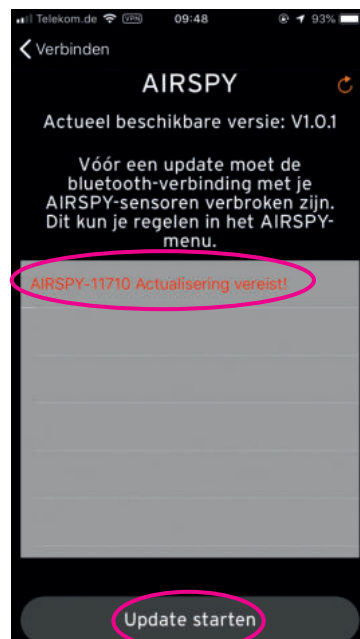 Telekom.de VPN 09:48 93%
Verbinden
AIRSPY
Actueel beschikbare versie: V1.0.1
Vóór een update moet de
bluetooth-verbinding met je
AIRSPY-sensoren verbroken zijn.
Dit kun je regelen in het AIRSPY-
menu.
AIRSPY-11710 Actualisering vereist!
Update starten